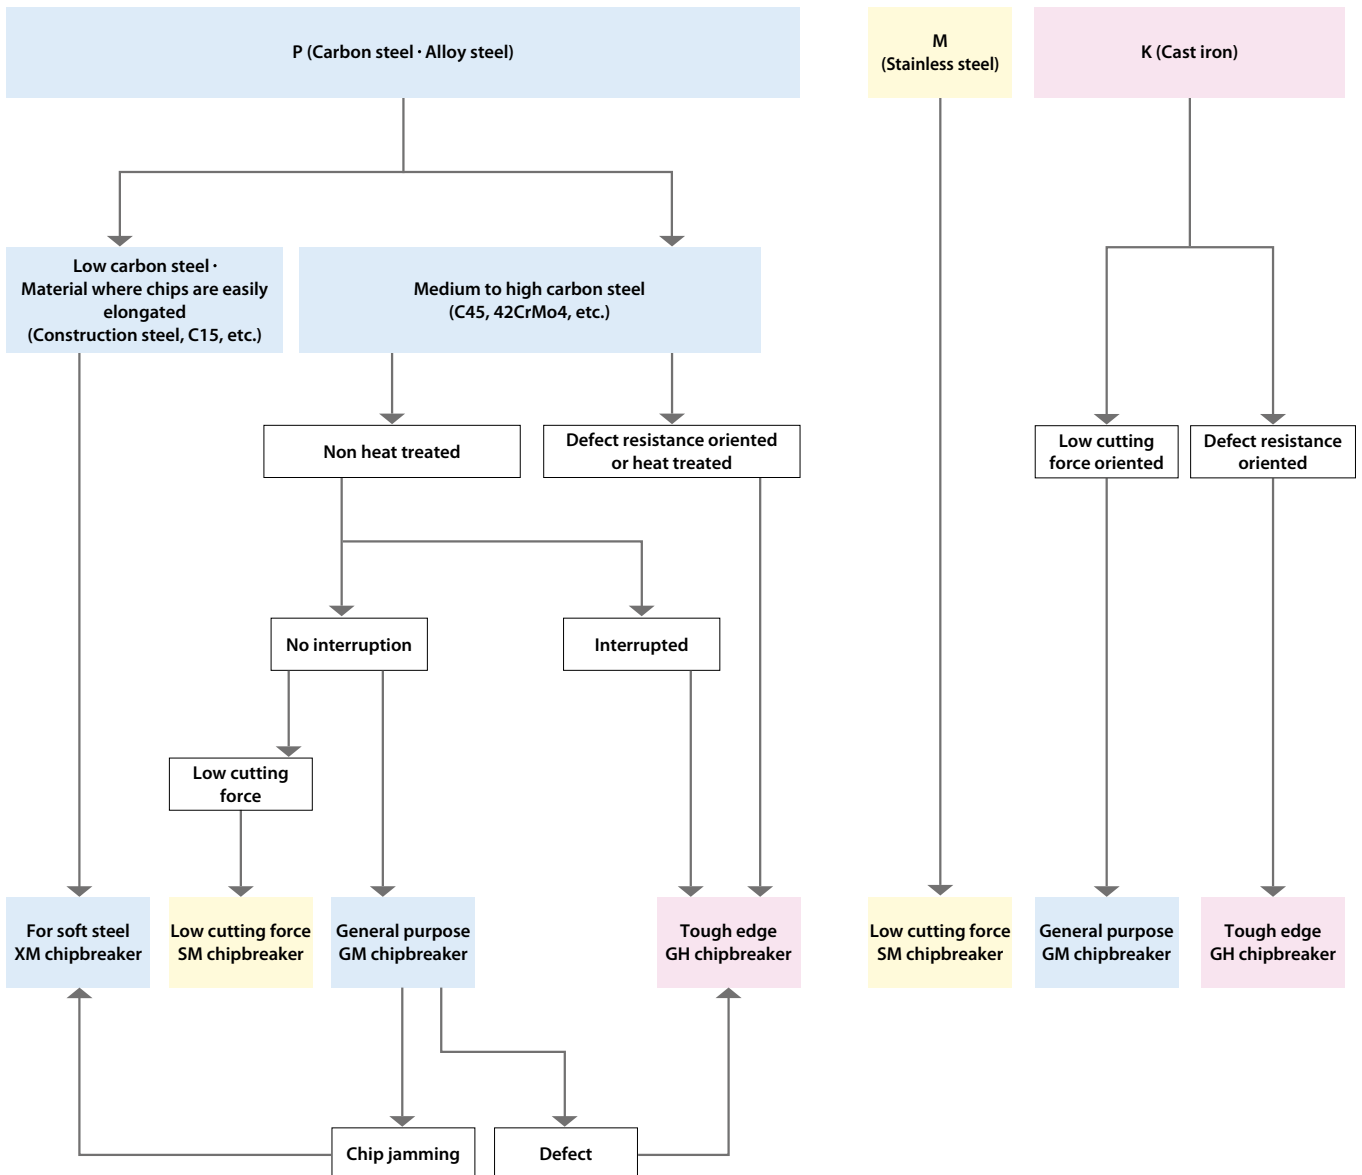 P (Carbon steel · Alloy steel)
M
(Stainless steel)
K (Cast iron)
Low carbon steel ·
Material where chips are easily
elongated
(Construction steel, C15, etc.)
Medium to high carbon steel
(C45, 42CrMo4, etc.)
Non heat treated
Defect resistance oriented
or heat treated
Low cutting
force oriented
Defect resistance
oriented
No interruption
Interrupted
Low cutting
force
For soft steel
XM chipbreaker
Low cutting force
SM chipbreaker
General purpose
GM chipbreaker
Tough edge
GH chipbreaker
Low cutting force
SM chipbreaker
General purpose
GM chipbreaker
Tough edge
GH chipbreaker
Chip jamming
Defect